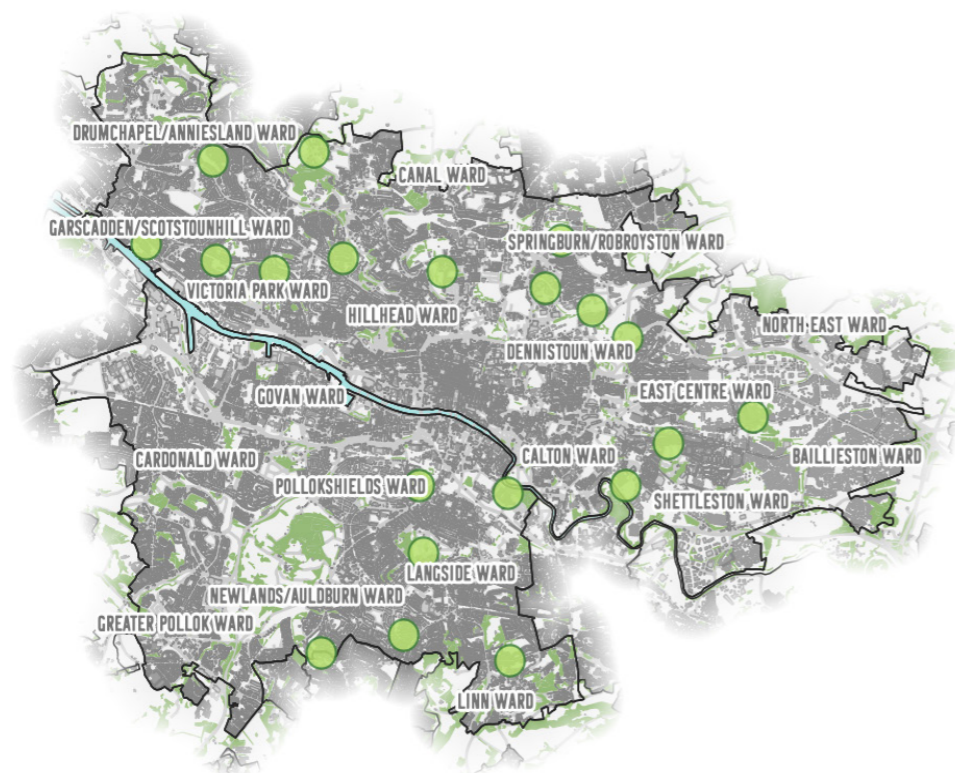 DRUMCHAPEL/ANNIESLAND WARD
CANAL WARD
GARSCADDEN/SCOTSTOUNHILL WARD
SPRINGBURN/ROBROYSTON WARD
VICTORIA PARK WARD
HILLHEAD WARD
NORTH EAST WARD
DENNISTOUN WARD
GOVAN WARD
EAST CENTRE WARD
CARDONALD WARD
CALTON WARD
BAILLIESTON WARD
POLLOKSHIELDS WARD
SHETTLESTON WARD
LANGSIDE WARD
NEWLANDS/AULDBURN WARD
GREATER POLLOK WARD
LINN WARD